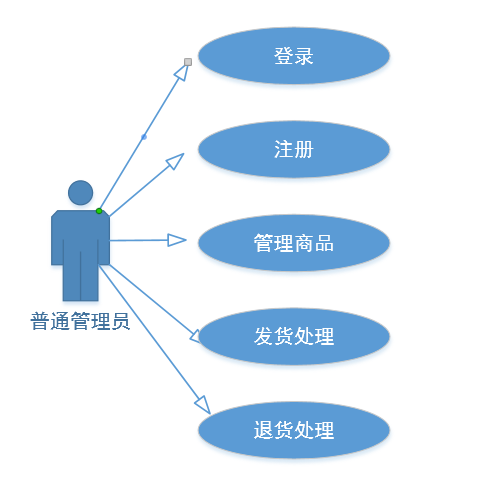 登录
注册
管理商品
普通管理员
发货处理
退货处理